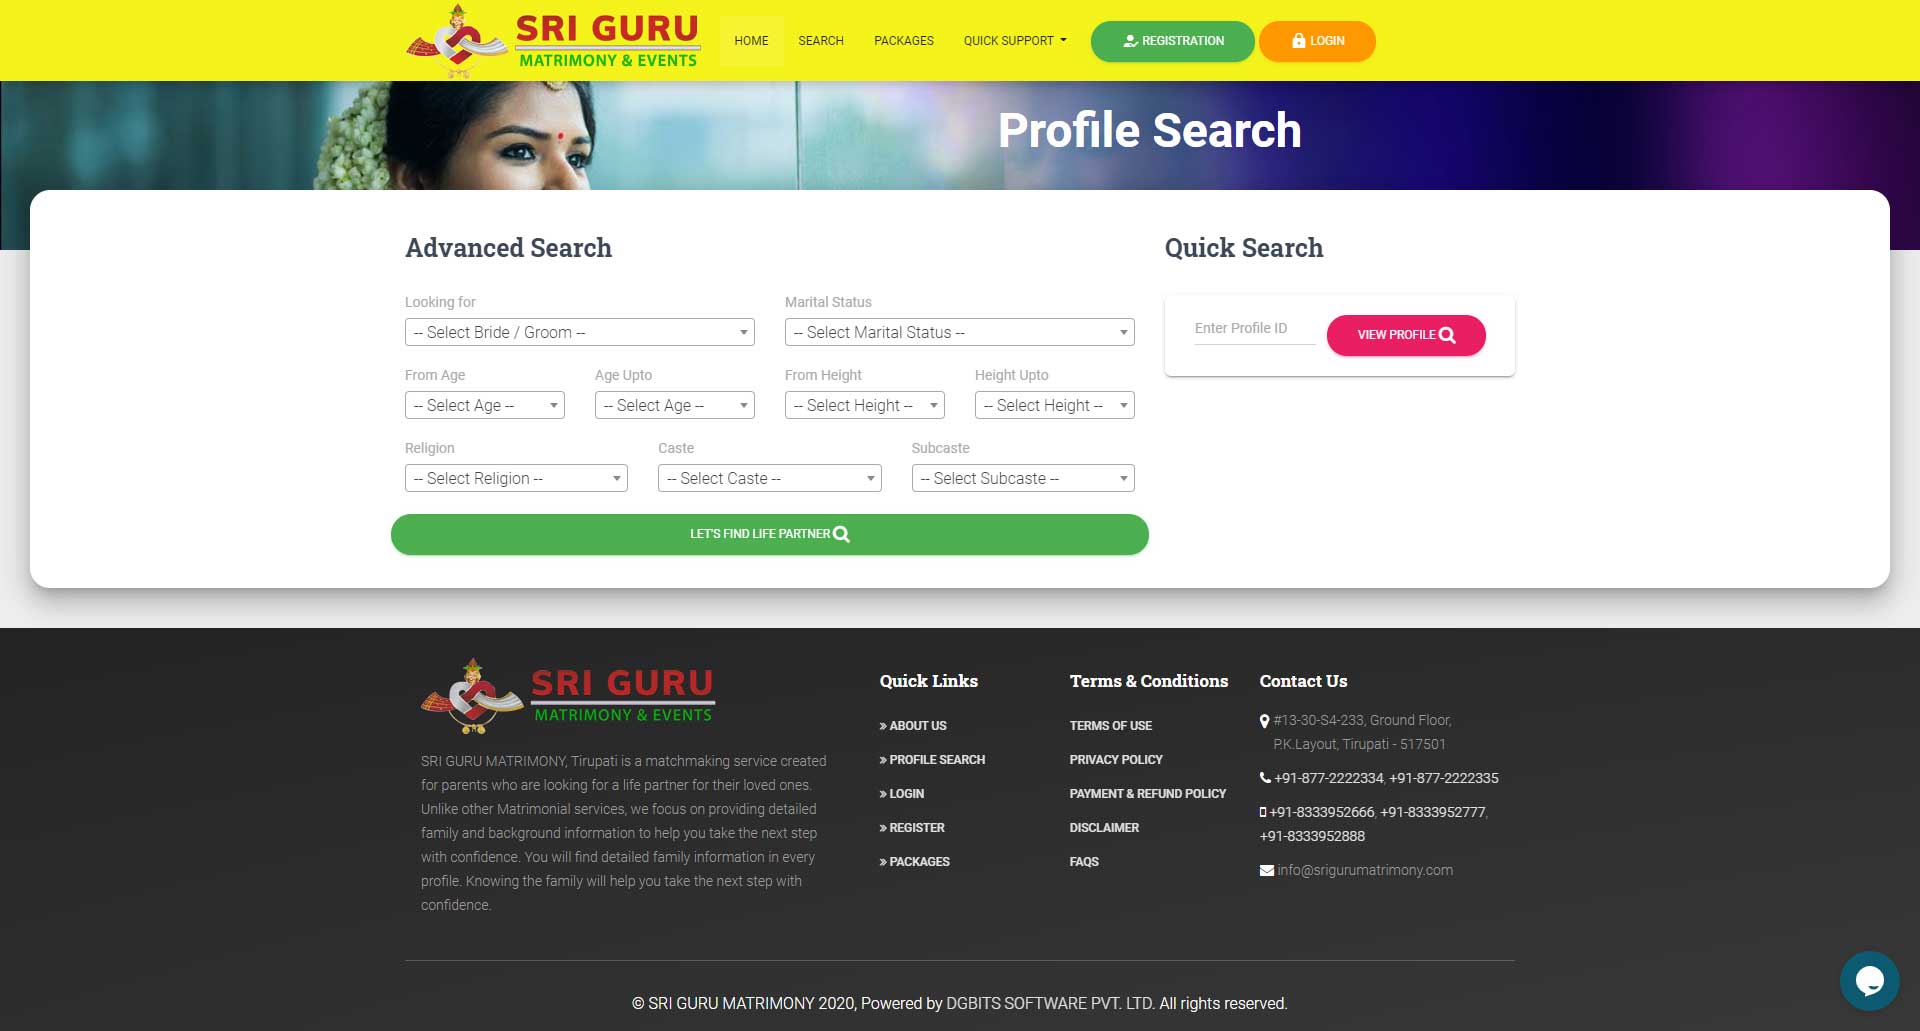 SRI GURU
MATRIMONY & EVENTS
HOME SEARCH PACKAGES QUICK SUPPORT REGISTRATION LOGIN
Profile Search
Advanced Search
Looking for Marital Status
-- Select Bride / Groom -- -- Select Marital Status --
From Age Age Upto From Height Height Upto
-- Select Age -- -- Select Age -- -- Select Height -- -- Select Height --
Religion Caste Subcaste
-- Select Religion -- -- Select Caste -- -- Select Subcaste --
LET'S FIND LIFE PARTNER
Quick Search
Enter Profile ID VIEW PROFILE
SRI GURU
MATRIMONY & EVENTS
SRI GURU MATRIMONY, Tirupati is a matchmaking service created
for parents who are looking for a life partner for their loved ones.
Unlike other Matrimonial services, we focus on providing detailed
family and background information to help you take the next step
with confidence. You will find detailed family information in every
profile. Knowing the family will help you take the next step with
confidence.
Quick Links
» ABOUT US
» PROFILE SEARCH
» LOGIN
» REGISTER
» PACKAGES
Terms & Conditions
TERMS OF USE
PRIVACY POLICY
PAYMENT & REFUND POLICY
DISCLAIMER
FAQS
Contact Us
#13-30-S4-233, Ground Floor,
P.K.Layout, Tirupati - 517501
+91-877-2222334, +91-877-2222335
+91-8333952666, +91-8333952777,
+91-8333952888
info@srigurumatrimony.com
© SRI GURU MATRIMONY 2020, Powered by DGBITS SOFTWARE PVT. LTD. All rights reserved.